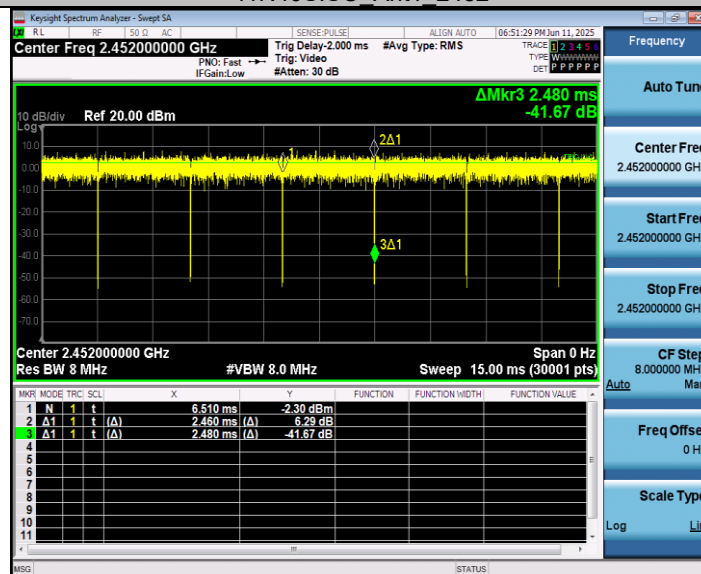 Keysight Spectrum Analyzer - Swept SA
RL RF 50 Ω AC SENSE:PULSE ALIGN AUTO 06:51:29 PM Jun 11, 2025
Center Freq 2.452000000 GHz
PNO: Fast
IFGain:Low
Trig Delay-2.000 ms
Trig: Video
#Atten: 30 dB
#Avg Type: RMS
TRACE 1 2 3 4 5 6
TYPE WWWWWW
DET P P P P P P
ΔMkr3 2.480 ms
-41.67 dB
10 dB/div Ref 20.00 dBm
Log
10.0
0.00
-10.0
-20.0
-30.0
-40.0
-50.0
-60.0
-70.0
1
2Δ1
3Δ1
Center 2.452000000 GHz Span 0 Hz
Res BW 8 MHz #VBW 8.0 MHz Sweep 15.00 ms (30001 pts)
MKR MODE TRC SCL X Y FUNCTION FUNCTION WIDTH FUNCTION VALUE
1 N 1 t 6.510 ms -2.30 dBm
2 Δ1 1 t (Δ) 2.460 ms (Δ) 6.29 dB
3 Δ1 1 t (Δ) 2.480 ms (Δ) -41.67 dB
4
5
6
7
8
9
10
11
MSG STATUS
Frequency
Auto Tun
Center Fre
2.452000000 GH
Start Fre
2.452000000 GH
Stop Fre
2.452000000 GH
CF Step
8.000000 MH
Auto Ma
Freq Offse
0 H
Scale Type
Log Li